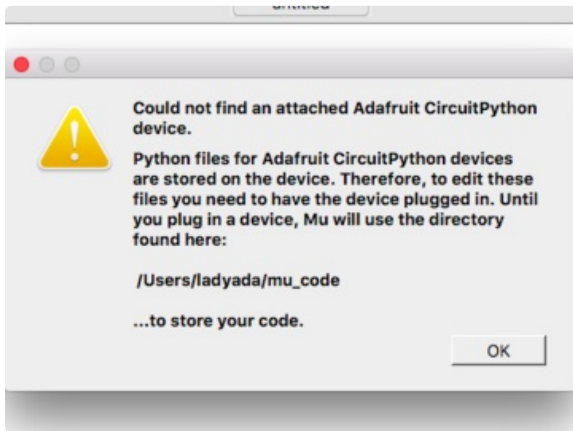 untitled
Could not find an attached Adafruit CircuitPython
device.
Python files for Adafruit CircuitPython devices
are stored on the device. Therefore, to edit these
files you need to have the device plugged in. Until
you plug in a device, Mu will use the directory
found here:
/Users/ladyada/mu_code
...to store your code.
OK